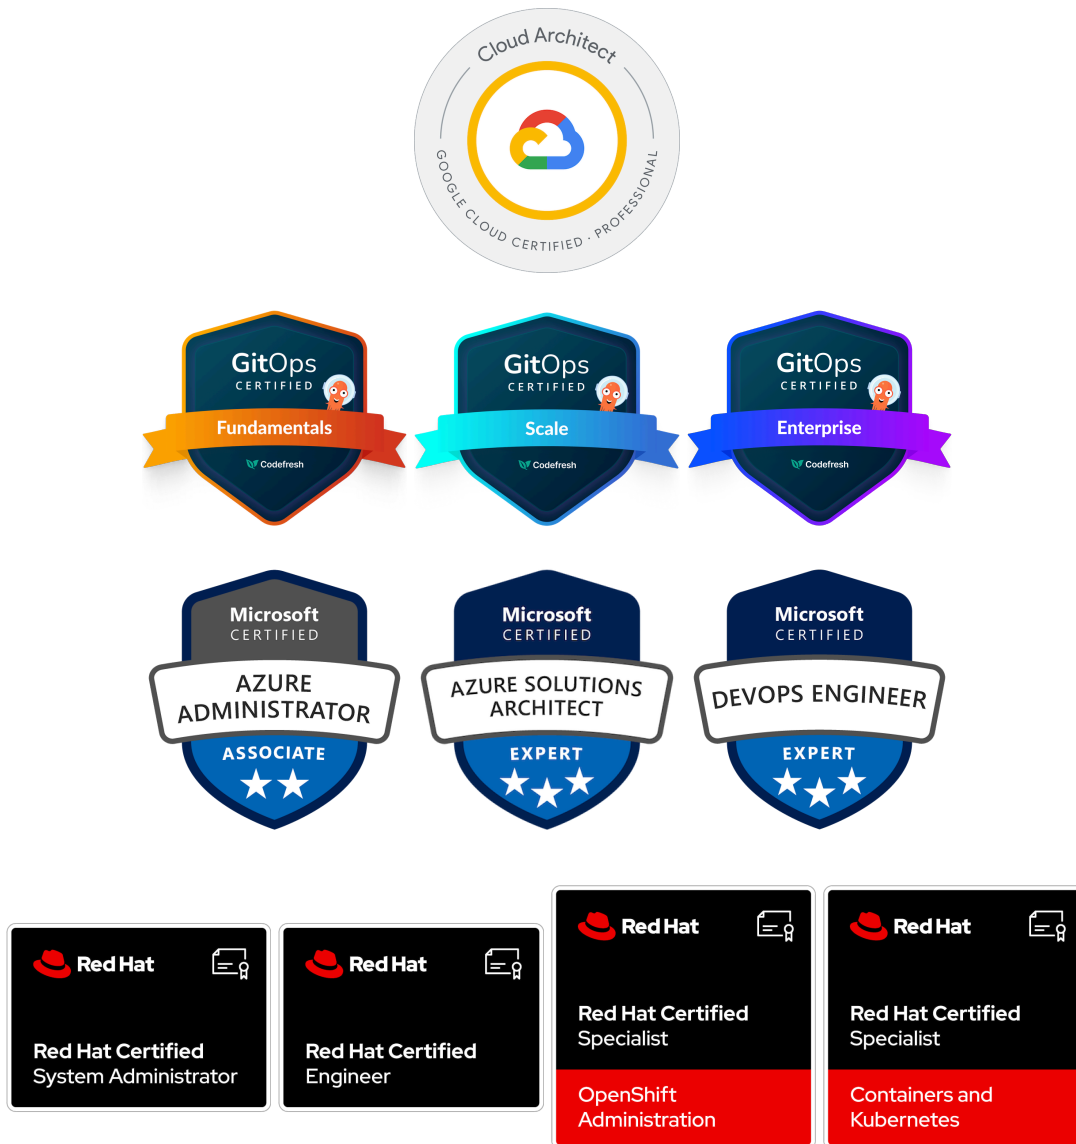 Cloud Architect
GOOGLE CLOUD CERTIFIED · PROFESSIONAL
GitOps
CERTIFIED
Fundamentals
Codefresh
GitOps
CERTIFIED
Scale
Codefresh
GitOps
CERTIFIED
Enterprise
Codefresh
Microsoft
CERTIFIED
AZURE
ADMINISTRATOR
ASSOCIATE
Microsoft
CERTIFIED
AZURE SOLUTIONS
ARCHITECT
EXPERT
Microsoft
CERTIFIED
DEVOPS ENGINEER
EXPERT
Red Hat
Red Hat Certified
System Administrator
Red Hat
Red Hat Certified
Engineer
Red Hat
Red Hat Certified
Specialist
OpenShift
Administration
Red Hat
Red Hat Certified
Specialist
Containers and
Kubernetes